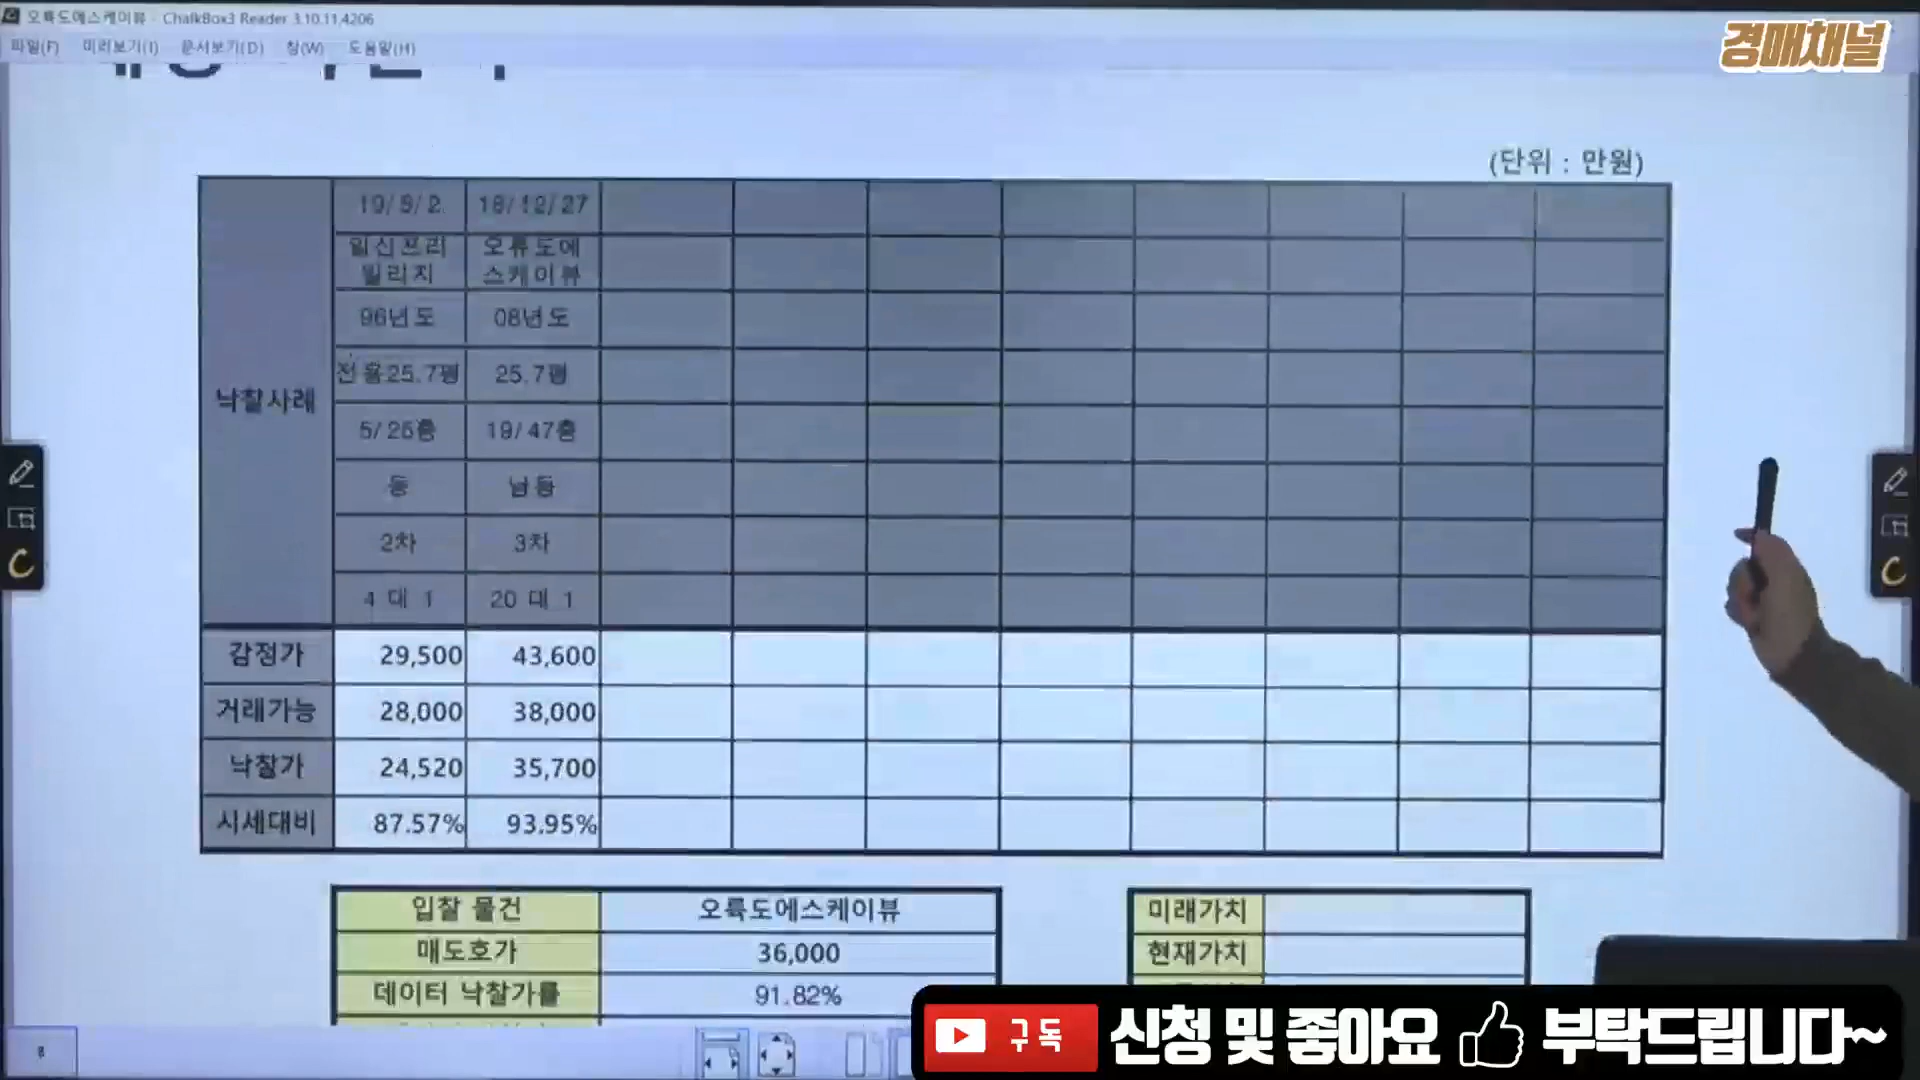 오륙도에스케이뷰 - ChalkBox3 Reader 3.10.11.4206
파일(F) 미리보기(I) 문서보기(D) 창(W) 도움말(H)
경매채널
(단위 : 만원)
낙찰사례
18/12/27
일신프리빌리지 오륙도에스케이뷰
96년도 08년도
전용25.7평 25.7평
19/47층
동 남동
2차 3차
4 대 1 20 대 1
감정가 29,500 43,600
거래가능 28,000 38,000
낙찰가 24,520 35,700
시세대비 87.57% 93.95%
입찰 물건 오륙도에스케이뷰
매도호가 36,000
데이터 낙찰가률 91.82%
미래가치
현재가치
8
구독 신청 및 좋아요 부탁드립니다~